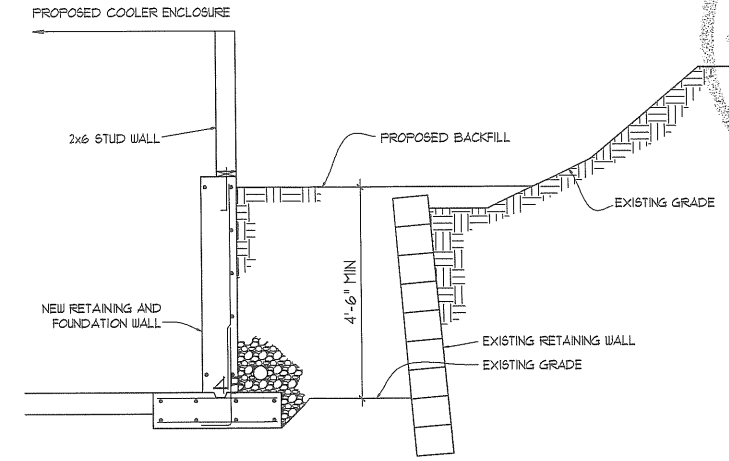 PROPOSED COOLER ENCLOSURE
2x6 STUD WALL
PROPOSED BACKFILL
EXISTING GRADE
4'-6" MIN
NEW RETAINING AND
FOUNDATION WALL
EXISTING RETAINING WALL
EXISTING GRADE